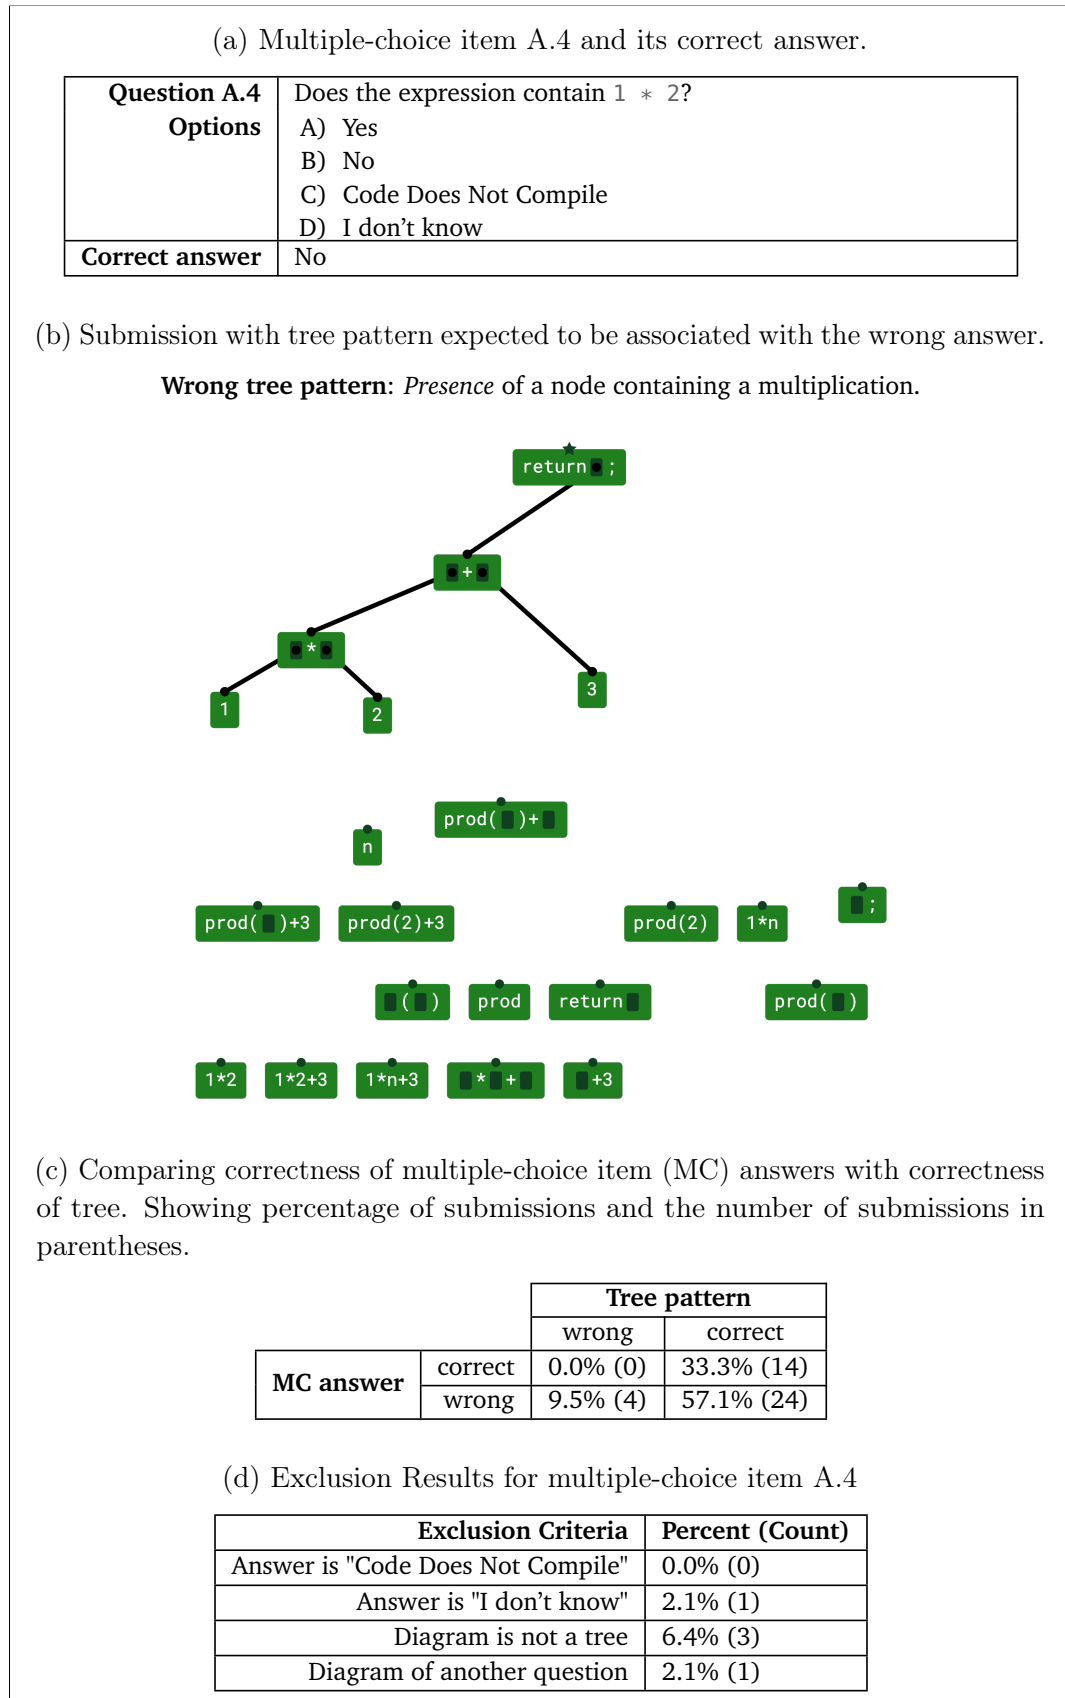 (a) Multiple-choice item A.4 and its correct answer.
Question A.4 Does the expression contain 1 * 2?
Options A) Yes
B) No
C) Code Does Not Compile
D) I don't know
Correct answer No
(b) Submission with tree pattern expected to be associated with the wrong answer.
Wrong tree pattern: Presence of a node containing a multiplication.
return ;
+
*
1
2
3
prod( )+
n
prod( )+3 prod(2)+3 prod(2) 1*n ;
( ) prod return prod( )
1*2 1*2+3 1*n+3 * + +3
(c) Comparing correctness of multiple-choice item (MC) answers with correctness
of tree. Showing percentage of submissions and the number of submissions in
parentheses.
Tree pattern
wrong correct
MC answer correct 0.0% (0) 33.3% (14)
wrong 9.5% (4) 57.1% (24)
(d) Exclusion Results for multiple-choice item A.4
Exclusion Criteria Percent (Count)
Answer is "Code Does Not Compile" 0.0% (0)
Answer is "I don't know" 2.1% (1)
Diagram is not a tree 6.4% (3)
Diagram of another question 2.1% (1)